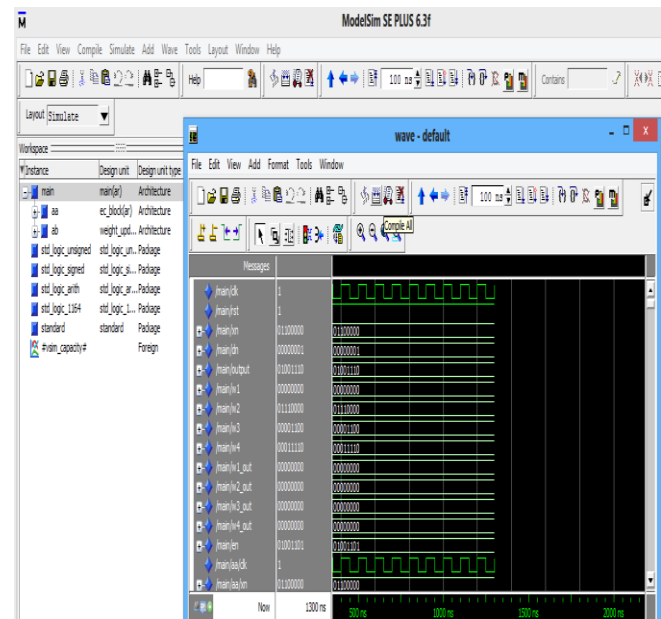 M
ModelSim SE PLUS 6.3f
File Edit View Compile Simulate Add Wave Tools Layout Window Help
Help 100 ns Contains
Layout Simulate
Workspace
wave - default
Instance Design unit Design unit type
File Edit View Add Format Tools Window
main main(ar) Architecture
aa ec_block(ar) Architecture
100 ns
ab weight_upd... Architecture
std_logic_unsigned std_logic_un... Package
std_logic_signed std_logic_si... Package
std_logic_arith std_logic_ar... Package
std_logic_1164 std_logic_1... Package
standard standard Package
#vsim_capacity# Foreign
Compile All
Messages
/main/clk 1
/main/rst 1
/main/xn 01100000 01100000
/main/dn 00000001 00000001
/main/output 01001110 01001110
/main/w1 00000000 00000000
/main/w2 01110000 01110000
/main/w3 00001100 00001100
/main/w4 00011110 00011110
/main/w1_out 00000000 00000000
/main/w2_out 00000000 00000000
/main/w3_out 00000000 00000000
/main/w4_out 00000000 00000000
/main/en 01001101 01001101
/main/aa/clk 1
/main/aa/xn 01100000 01100000
Now 1300 ns 500 ns 1000 ns 1500 ns 2000 ns